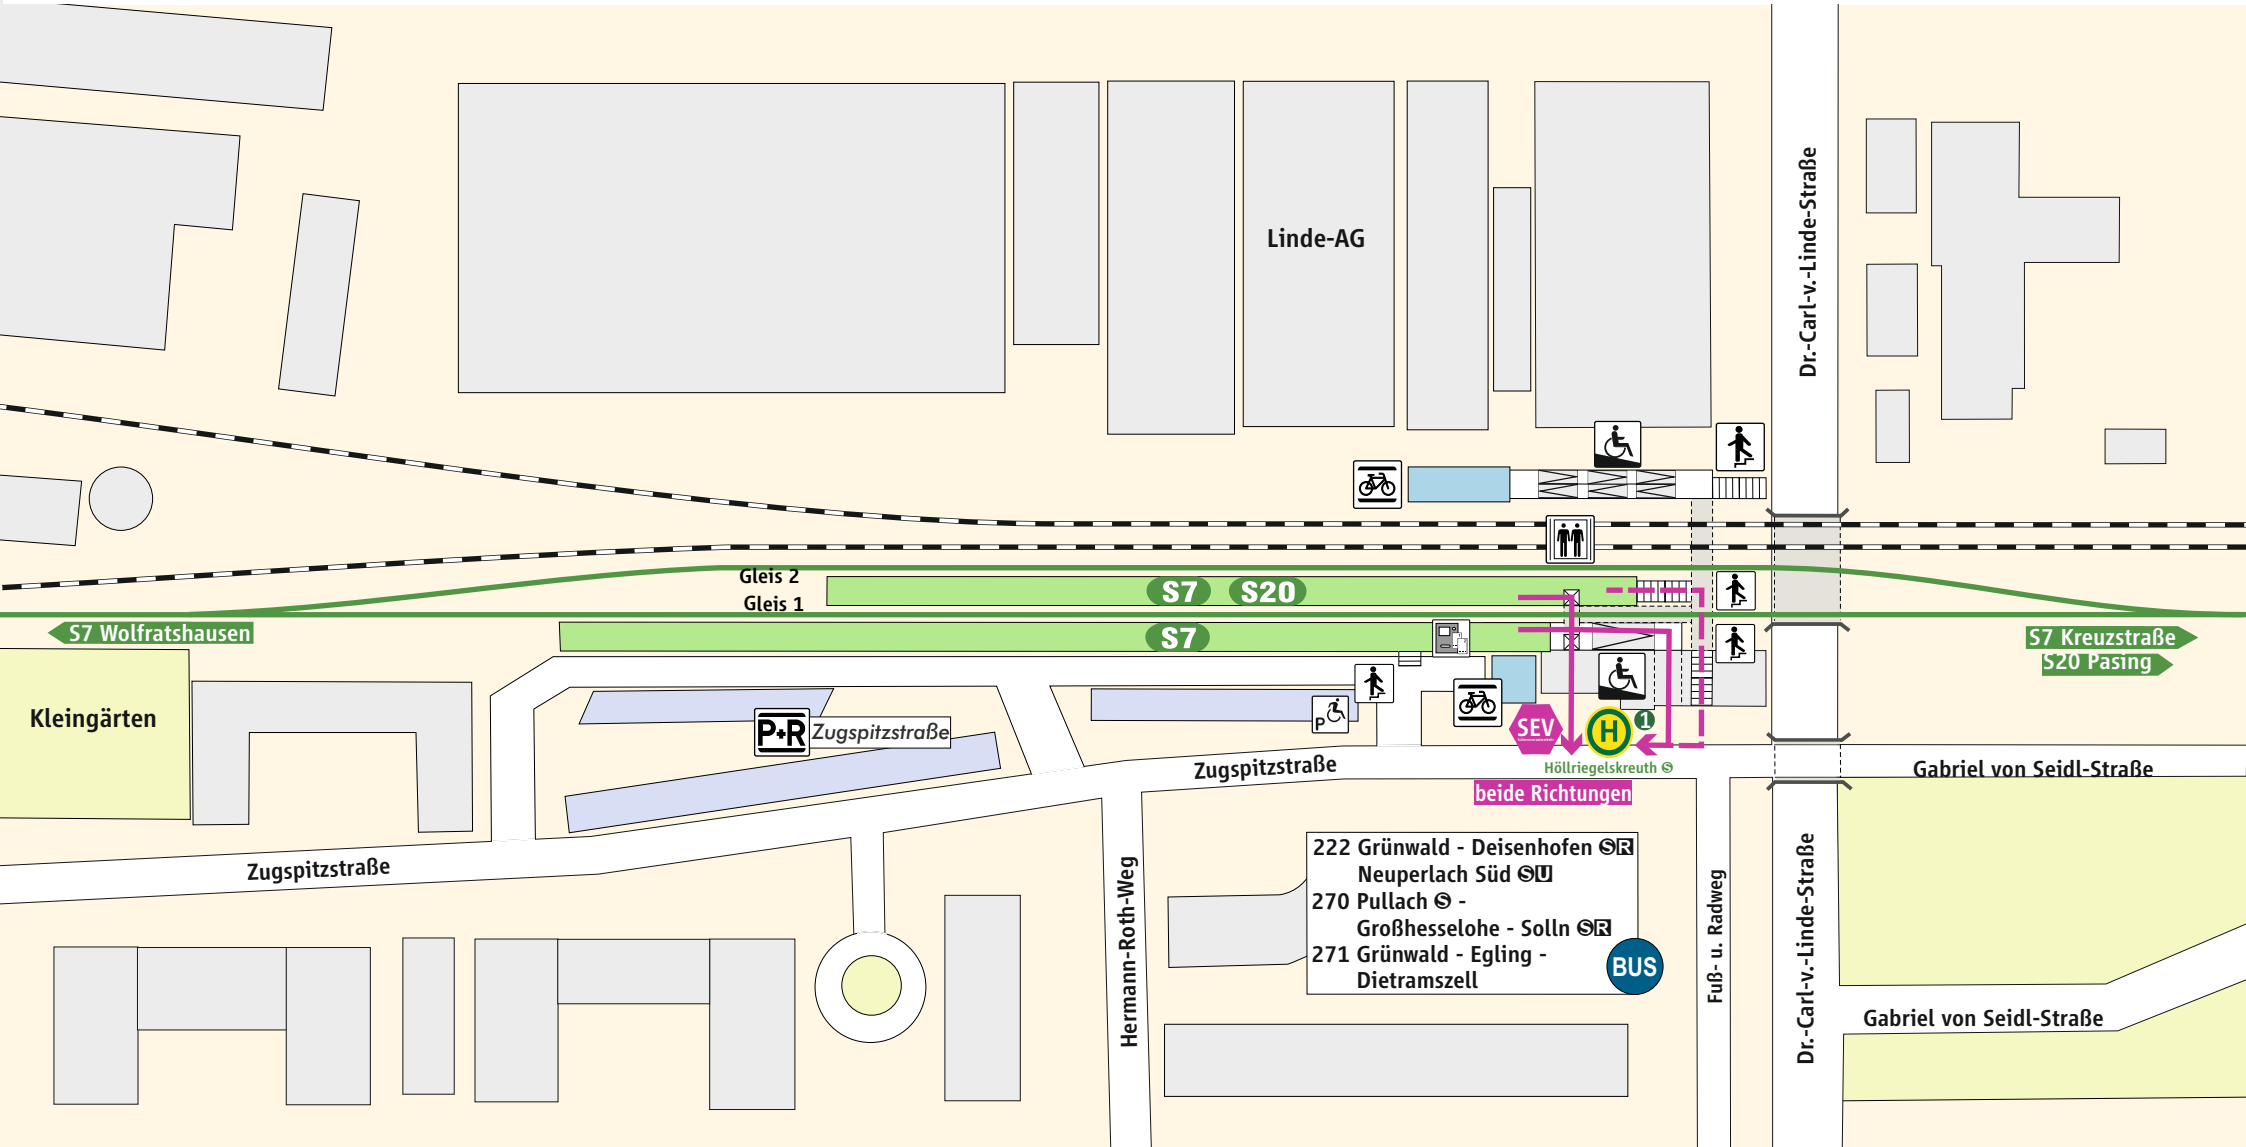 Linde-AG
Dr.-Carl-v.-Linde-Straße
Gleis 2
S7 S20
Gleis 1
S7 Wolfratshausen
S7
S7 Kreuzstraße
S20 Pasing
Kleingärten
P+R Zugspitzstraße
P
SEV
H
1
Höllriegelskreuth S
Zugspitzstraße
Gabriel von Seidl-Straße
beide Richtungen
Zugspitzstraße
222 Grünwald - Deisenhofen S R
Neuperlach Süd S U
270 Pullach S -
Großhesselohe - Solln S R
271 Grünwald - Egling -
Dietramszell
BUS
Hermann-Roth-Weg
Fuß- u. Radweg
Dr.-Carl-v.-Linde-Straße
Gabriel von Seidl-Straße